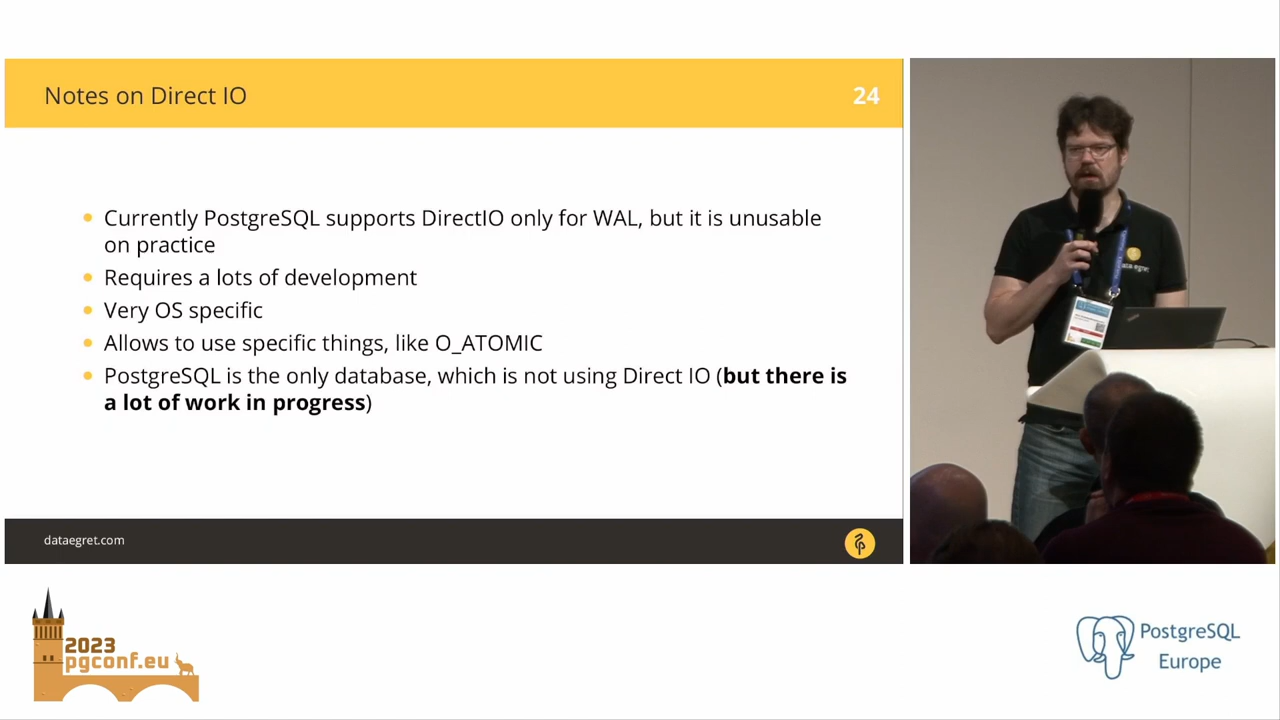 Notes on Direct IO
24
Currently PostgreSQL supports DirectIO only for WAL, but it is unusable
on practice
Requires a lots of development
Very OS specific
Allows to use specific things, like O_ATOMIC
PostgreSQL is the only database, which is not using Direct IO (but there is
a lot of work in progress)
dataegret.com
data egret
2023
pgconf.eu
PostgreSQL
Europe